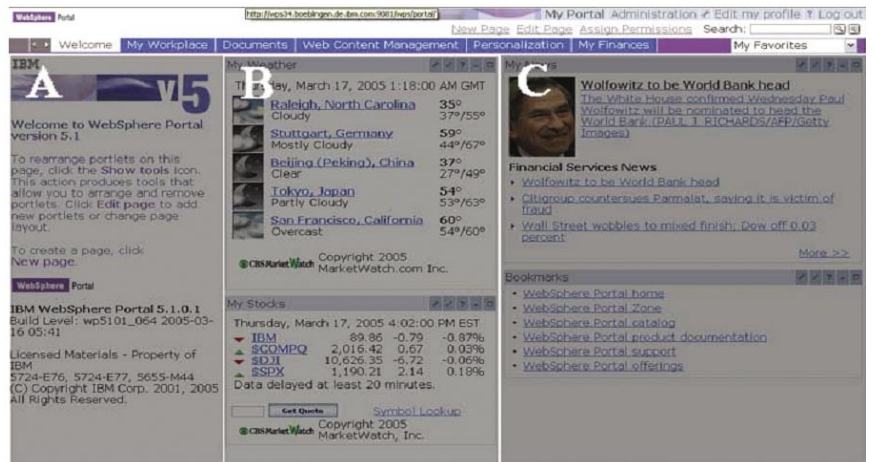 WebSphere Portal
http://wps34.boeblingen.de.ibm.com:9081/wps/portal/
My Portal Administration Edit my profile ? Log out
New Page Edit Page Assign Permissions Search:
Welcome My Workplace Documents Web Content Management Personalization My Finances My Favorites
A
IBM
v5
Welcome to WebSphere Portal
version 5.1
To rearrange portlets on this
page, click the Show tools icon.
This action produces tools that
allow you to arrange and remove
portlets. Click Edit page to add
new portlets or change page
layout.
To create a page, click
New page.
WebSphere Portal
IBM WebSphere Portal 5.1.0.1
Build Level: wp5101_064 2005-03-
16 05:41
Licensed Materials - Property of
IBM
5724-E76, 5724-E77, 5655-M44
(C) Copyright IBM Corp. 2001, 2005
All Rights Reserved.
B
My Weather
Thursday, March 17, 2005 1:18:00 AM GMT
Raleigh, North Carolina 35°
Cloudy 37°/55°
Stuttgart, Germany 59°
Mostly Cloudy 44°/67°
Beijing (Peking), China 37°
Clear 27°/49°
Tokyo, Japan 54°
Partly Cloudy 53°/63°
San Francisco, California 60°
Overcast 54°/60°
CBS MarketWatch Copyright 2005
MarketWatch.com Inc.
My Stocks
Thursday, March 17, 2005 4:02:00 PM EST
IBM 89.86 -0.79 -0.87%
$COMPQ 2,016.42 0.67 0.03%
$DJI 10,626.35 -6.72 -0.06%
$SPX 1,190.21 2.14 0.18%
Data delayed at least 20 minutes.
Get Quote Symbol Lookup
CBS MarketWatch Copyright 2005
MarketWatch, Inc.
C
My News
Wolfowitz to be World Bank head
The White House confirmed Wednesday Paul
Wolfowitz will be nominated to head the
World Bank.(PAUL J. RICHARDS/AFP/Getty
Images)
Financial Services News
Wolfowitz to be World Bank head
Citigroup countersues Parmalat, saying it is victim of
fraud
Wall Street wobbles to mixed finish; Dow off 0.03
percent
More >>
Bookmarks
WebSphere Portal home
WebSphere Portal Zone
WebSphere Portal catalog
WebSphere Portal product documentation
WebSphere Portal support
WebSphere Portal offerings